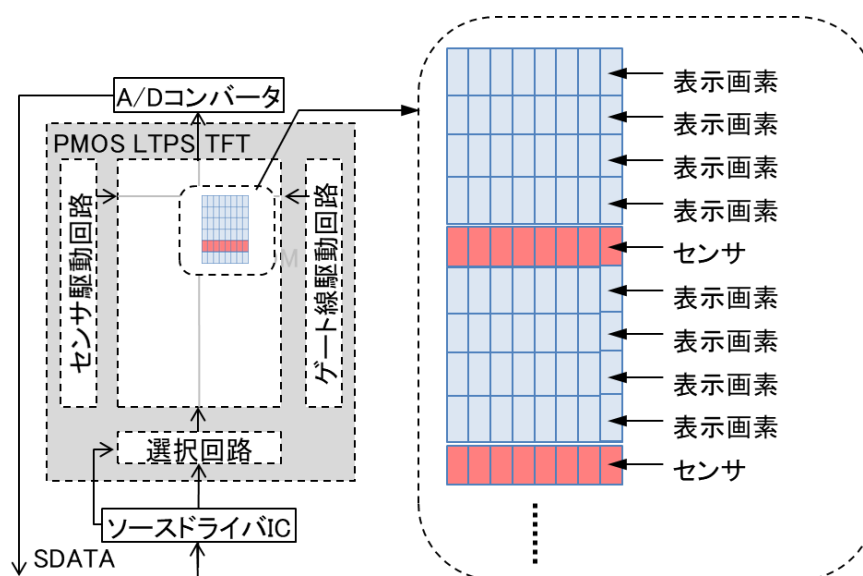 A/Dコンバータ
PMOS LTPS TFT
センサ駆動回路
ゲート線駆動回路
M
選択回路
ソースドライバIC
SDATA
表示画素
表示画素
表示画素
表示画素
センサ
表示画素
表示画素
表示画素
表示画素
センサ